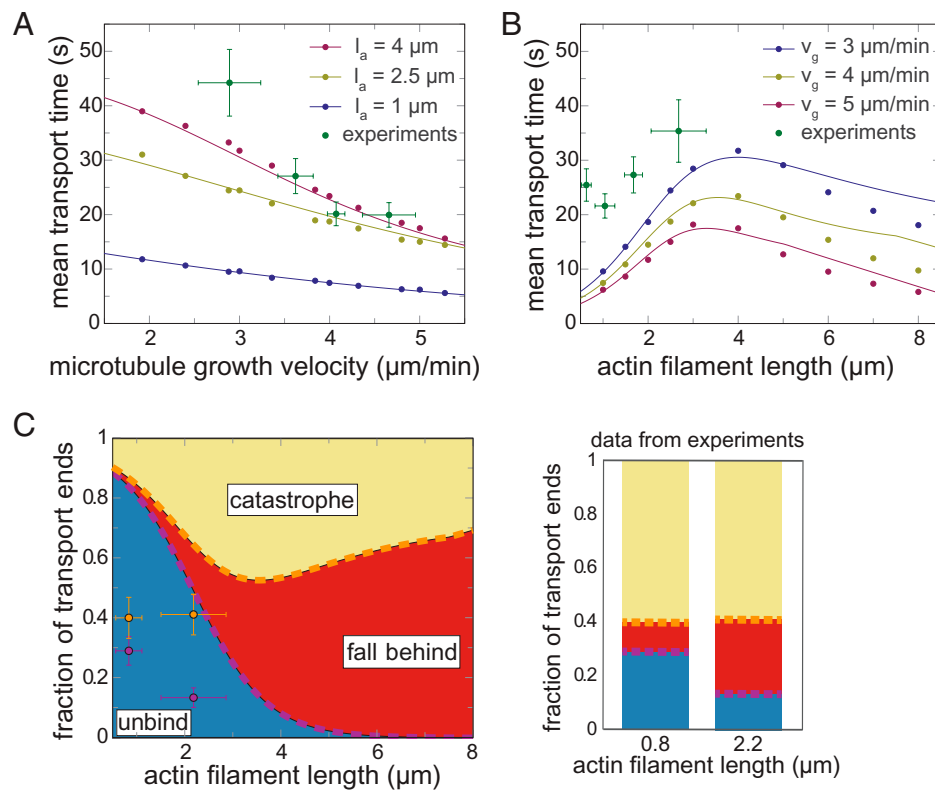 A
mean transport time (s)
50
40
30
20
10
0
2
3
4
5
microtubule growth velocity (μm/min)
l_a = 4 μm
l_a = 2.5 μm
l_a = 1 μm
experiments
B
mean transport time (s)
50
40
30
20
10
0
2
4
6
8
actin filament length (μm)
v_g = 3 μm/min
v_g = 4 μm/min
v_g = 5 μm/min
experiments
C
fraction of transport ends
1
0.8
0.6
0.4
0.2
0
2
4
6
8
actin filament length (μm)
catastrophe
fall behind
unbind
data from experiments
fraction of transport ends
1
0.8
0.6
0.4
0.2
0
0.8
2.2
actin filament length (μm)